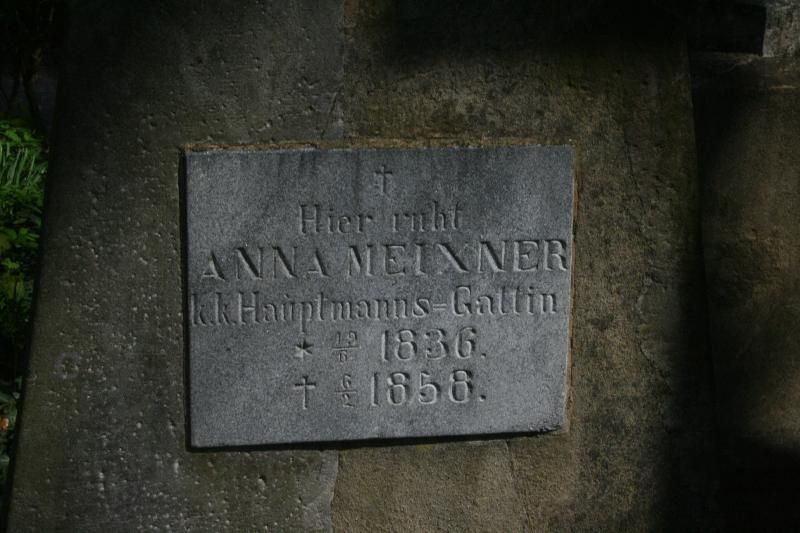 Hier ruht
ANNA MEIXNER
k.k. Hauptmanns=Gattin
* 19/6 1836.
† 6/2 1858.